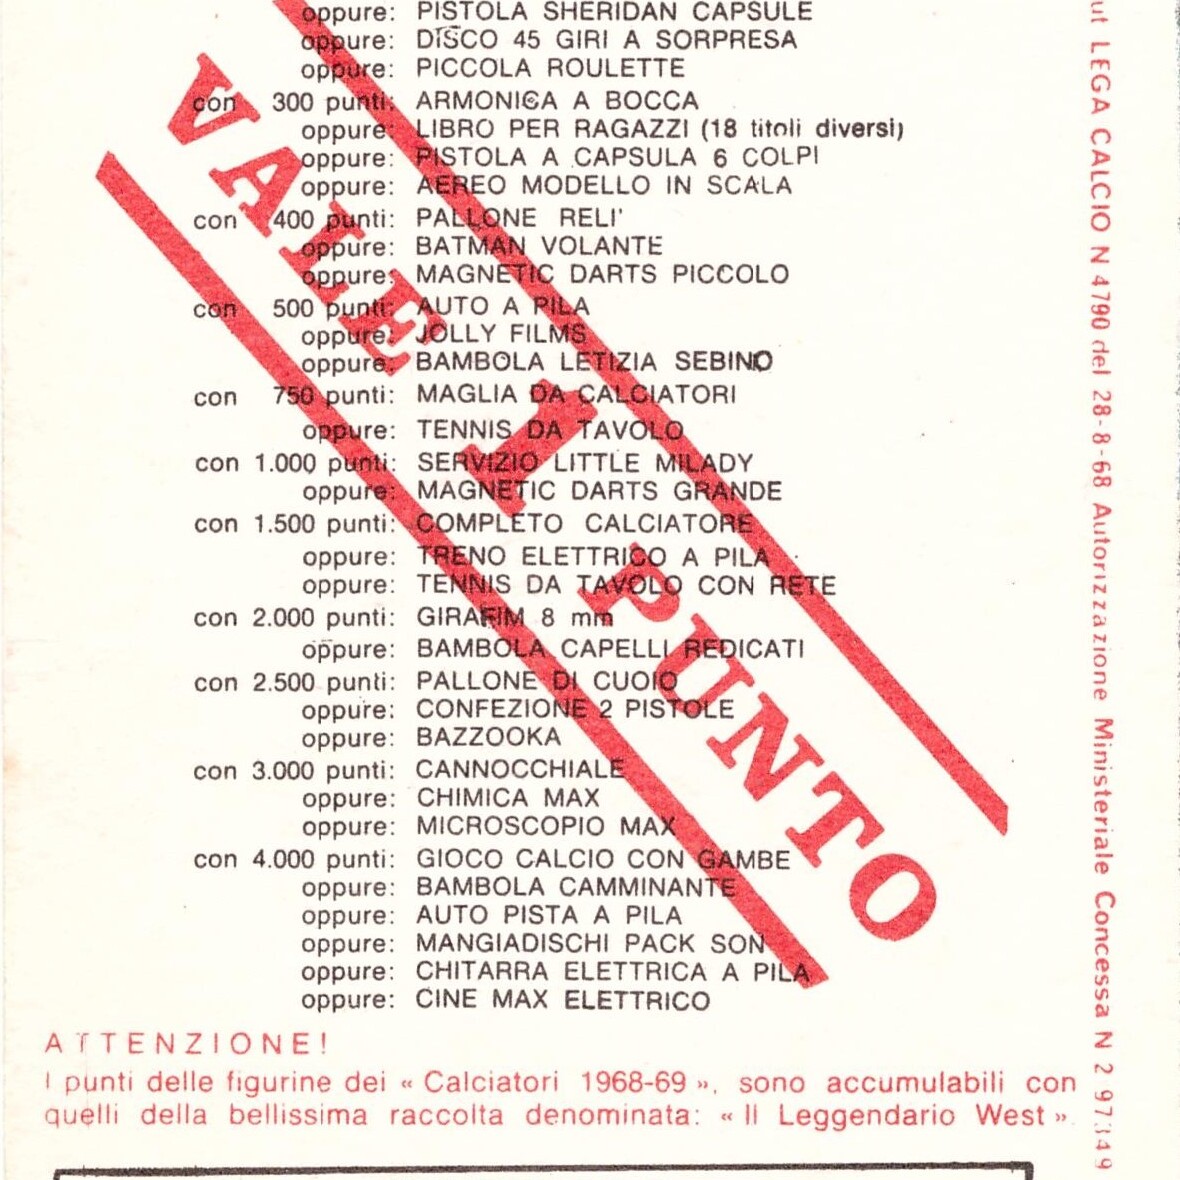 oppure: PISTOLA SHERIDAN CAPSULE
oppure: DISCO 45 GIRI A SORPRESA
oppure: PICCOLA ROULETTE
con 300 punti: ARMONICA A BOCCA
oppure: LIBRO PER RAGAZZI (18 titoli diversi)
oppure: PISTOLA A CAPSULA 6 COLPI
oppure: AEREO MODELLO IN SCALA
con 400 punti: PALLONE RELI'
oppure: BATMAN VOLANTE
oppure: MAGNETIC DARTS PICCOLO
con 500 punti: AUTO A PILA
oppure: JOLLY FILMS
oppure: BAMBOLA LETIZIA SEBINO
con 750 punti: MAGLIA DA CALCIATORI
oppure: TENNIS DA TAVOLO
con 1.000 punti: SERVIZIO LITTLE MILADY
oppure: MAGNETIC DARTS GRANDE
con 1.500 punti: COMPLETO CALCIATORE
oppure: TRENO ELETTRICO A PILA
oppure: TENNIS DA TAVOLO CON RETE
con 2.000 punti: GIRAFIM 8 mm
oppure: BAMBOLA CAPELLI REDICATI
con 2.500 punti: PALLONE DI CUOIO
oppure: CONFEZIONE 2 PISTOLE
oppure: BAZZOOKA
con 3.000 punti: CANNOCCHIALE
oppure: CHIMICA MAX
oppure: MICROSCOPIO MAX
con 4.000 punti: GIOCO CALCIO CON GAMBE
oppure: BAMBOLA CAMMINANTE
oppure: AUTO PISTA A PILA
oppure: MANGIADISCHI PACK SON
oppure: CHITARRA ELETTRICA A PILA
oppure: CINE MAX ELETTRICO
VALE 1 PUNTO
ATTENZIONE!
I punti delle figurine dei « Calciatori 1968-69 », sono accumulabili con
quelli della bellissima raccolta denominata: « Il Leggendario West ».
LEGA CALCIO N 4790 del 28-8-68 Autorizzazione Ministeriale Concessa N 2 97349